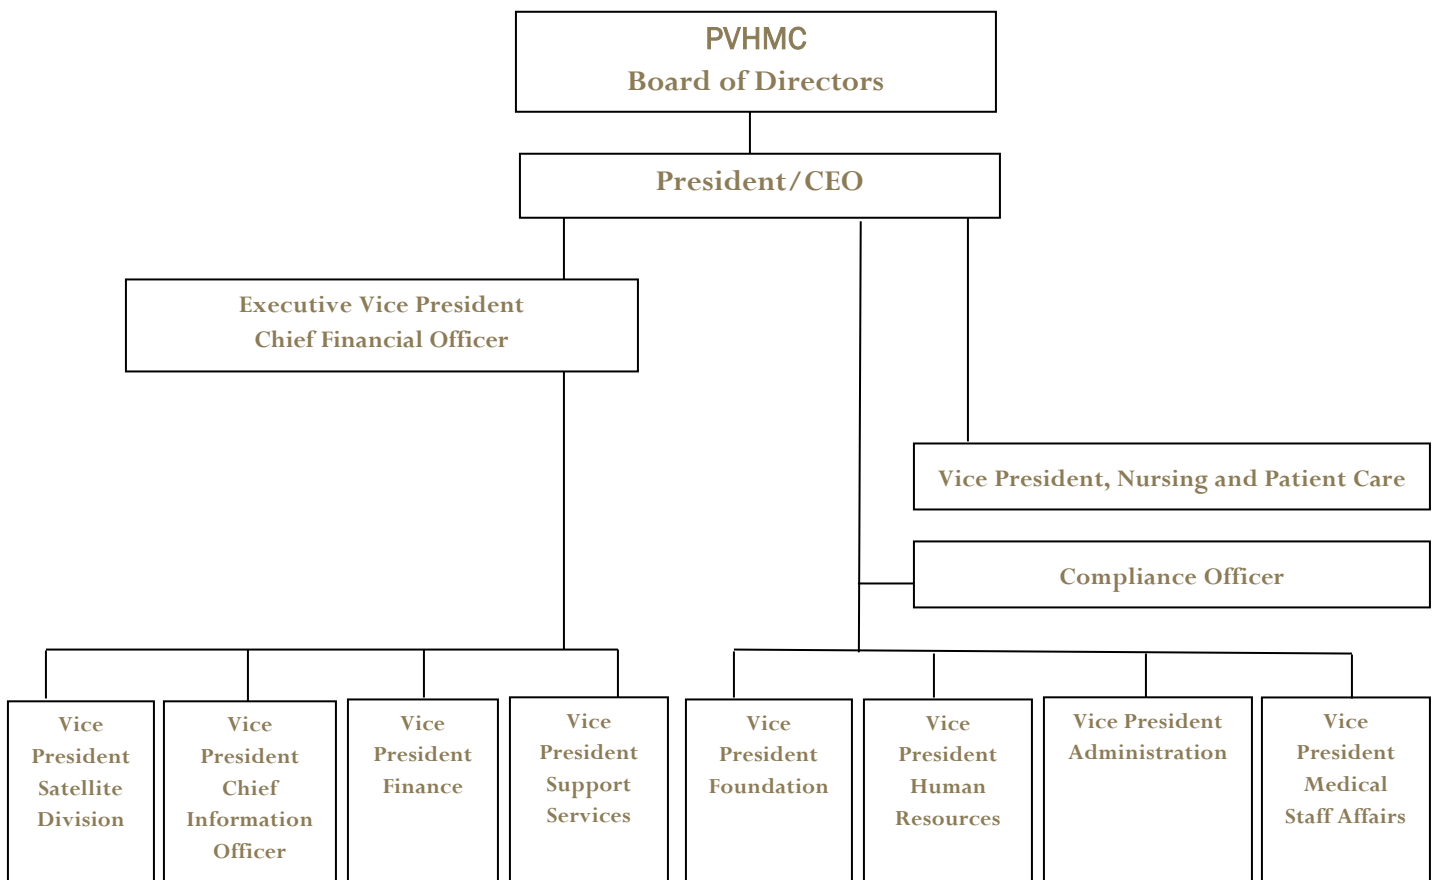 PVHMC
Board of Directors
President/CEO
Executive Vice President
Chief Financial Officer
Vice President, Nursing and Patient Care
Compliance Officer
Vice
President
Satellite
Division
Vice
President
Chief
Information
Officer
Vice
President
Finance
Vice
President
Support
Services
Vice
President
Foundation
Vice
President
Human
Resources
Vice President
Administration
Vice
President
Medical
Staff Affairs